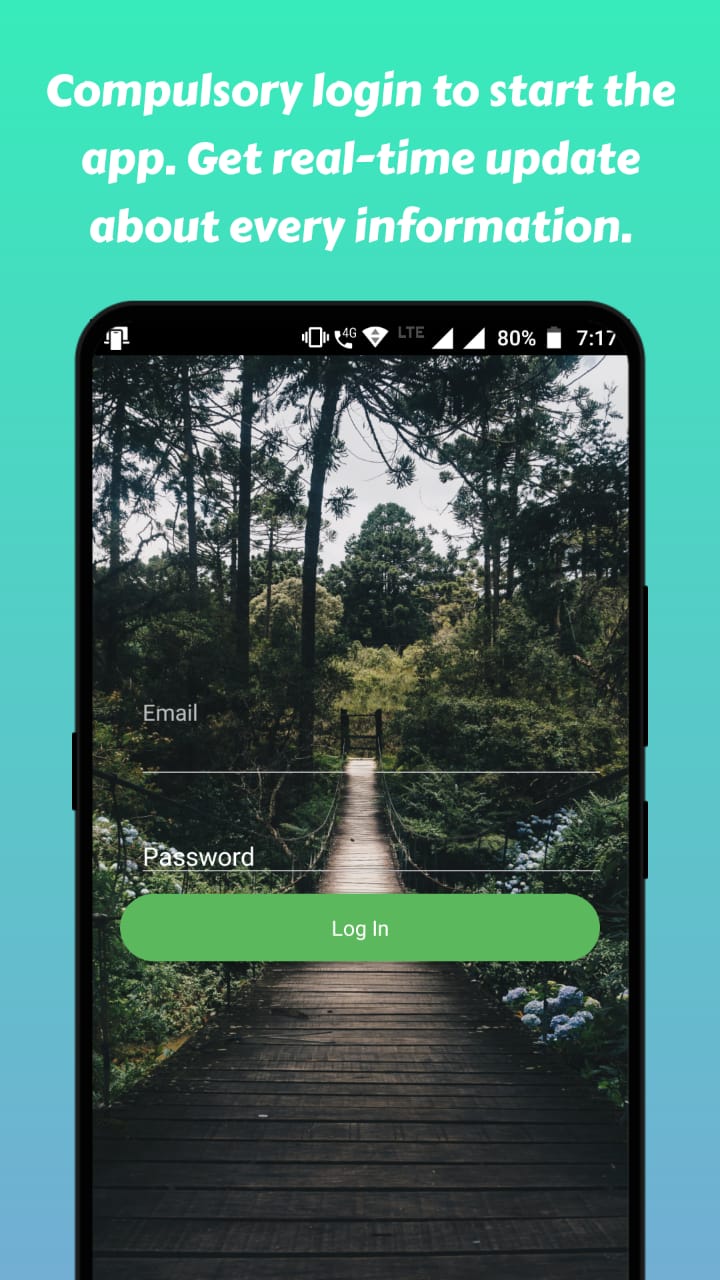 Compulsory login to start the
app. Get real-time update
about every information.
4G LTE 80% 7:17
Email
Password
Log In